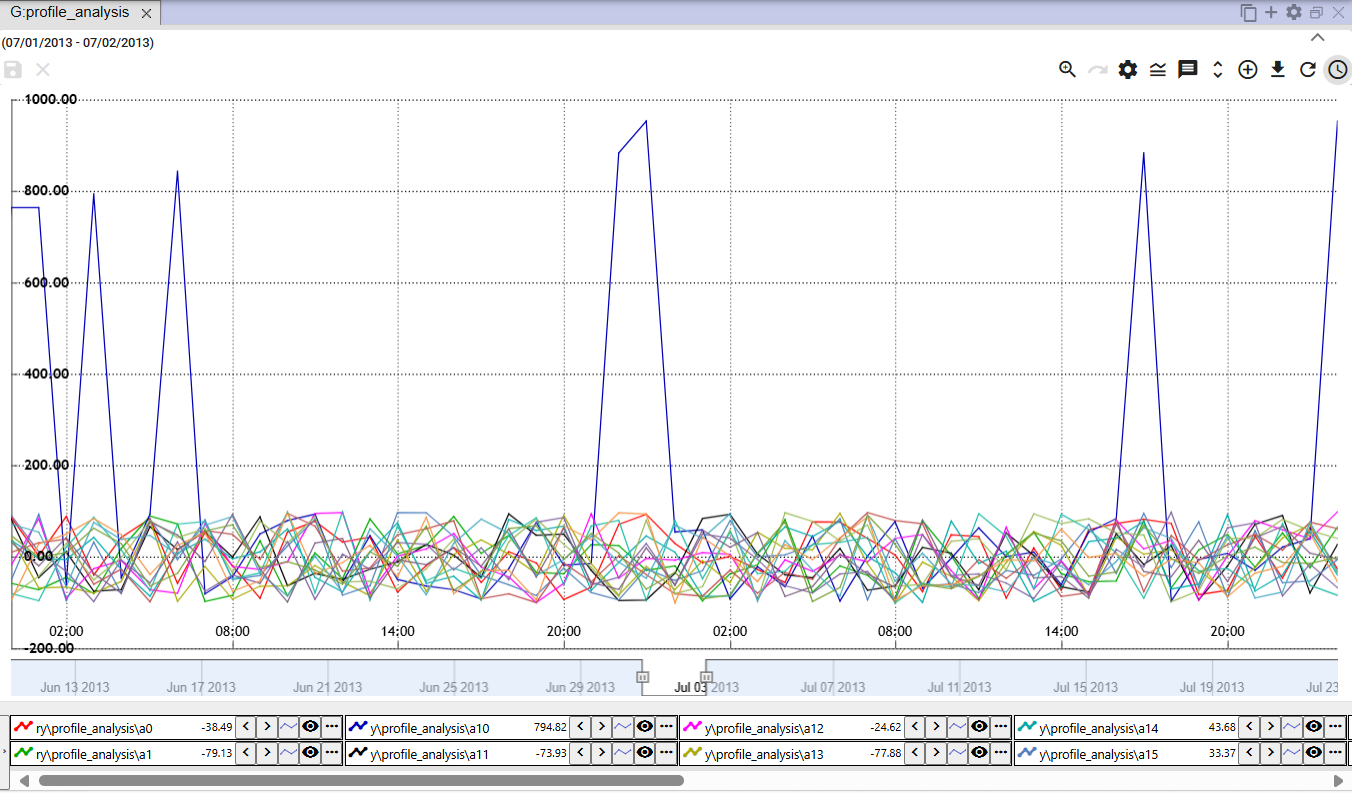 G:profile_analysis
(07/01/2013 - 07/02/2013)
1000.00
800.00
600.00
400.00
200.00
0.00
-200.00
02:00 08:00 14:00 20:00 02:00 08:00 14:00 20:00
Jun 13 2013 Jun 17 2013 Jun 21 2013 Jun 25 2013 Jun 29 2013 Jul 03 2013 Jul 07 2013 Jul 11 2013 Jul 15 2013 Jul 19 2013 Jul 23
ry\profile_analysis\a0 -38.49 y\profile_analysis\a10 794.82 y\profile_analysis\a12 -24.62 y\profile_analysis\a14 43.68
ry\profile_analysis\a1 -79.13 y\profile_analysis\a11 -73.93 y\profile_analysis\a13 -77.88 y\profile_analysis\a15 33.37